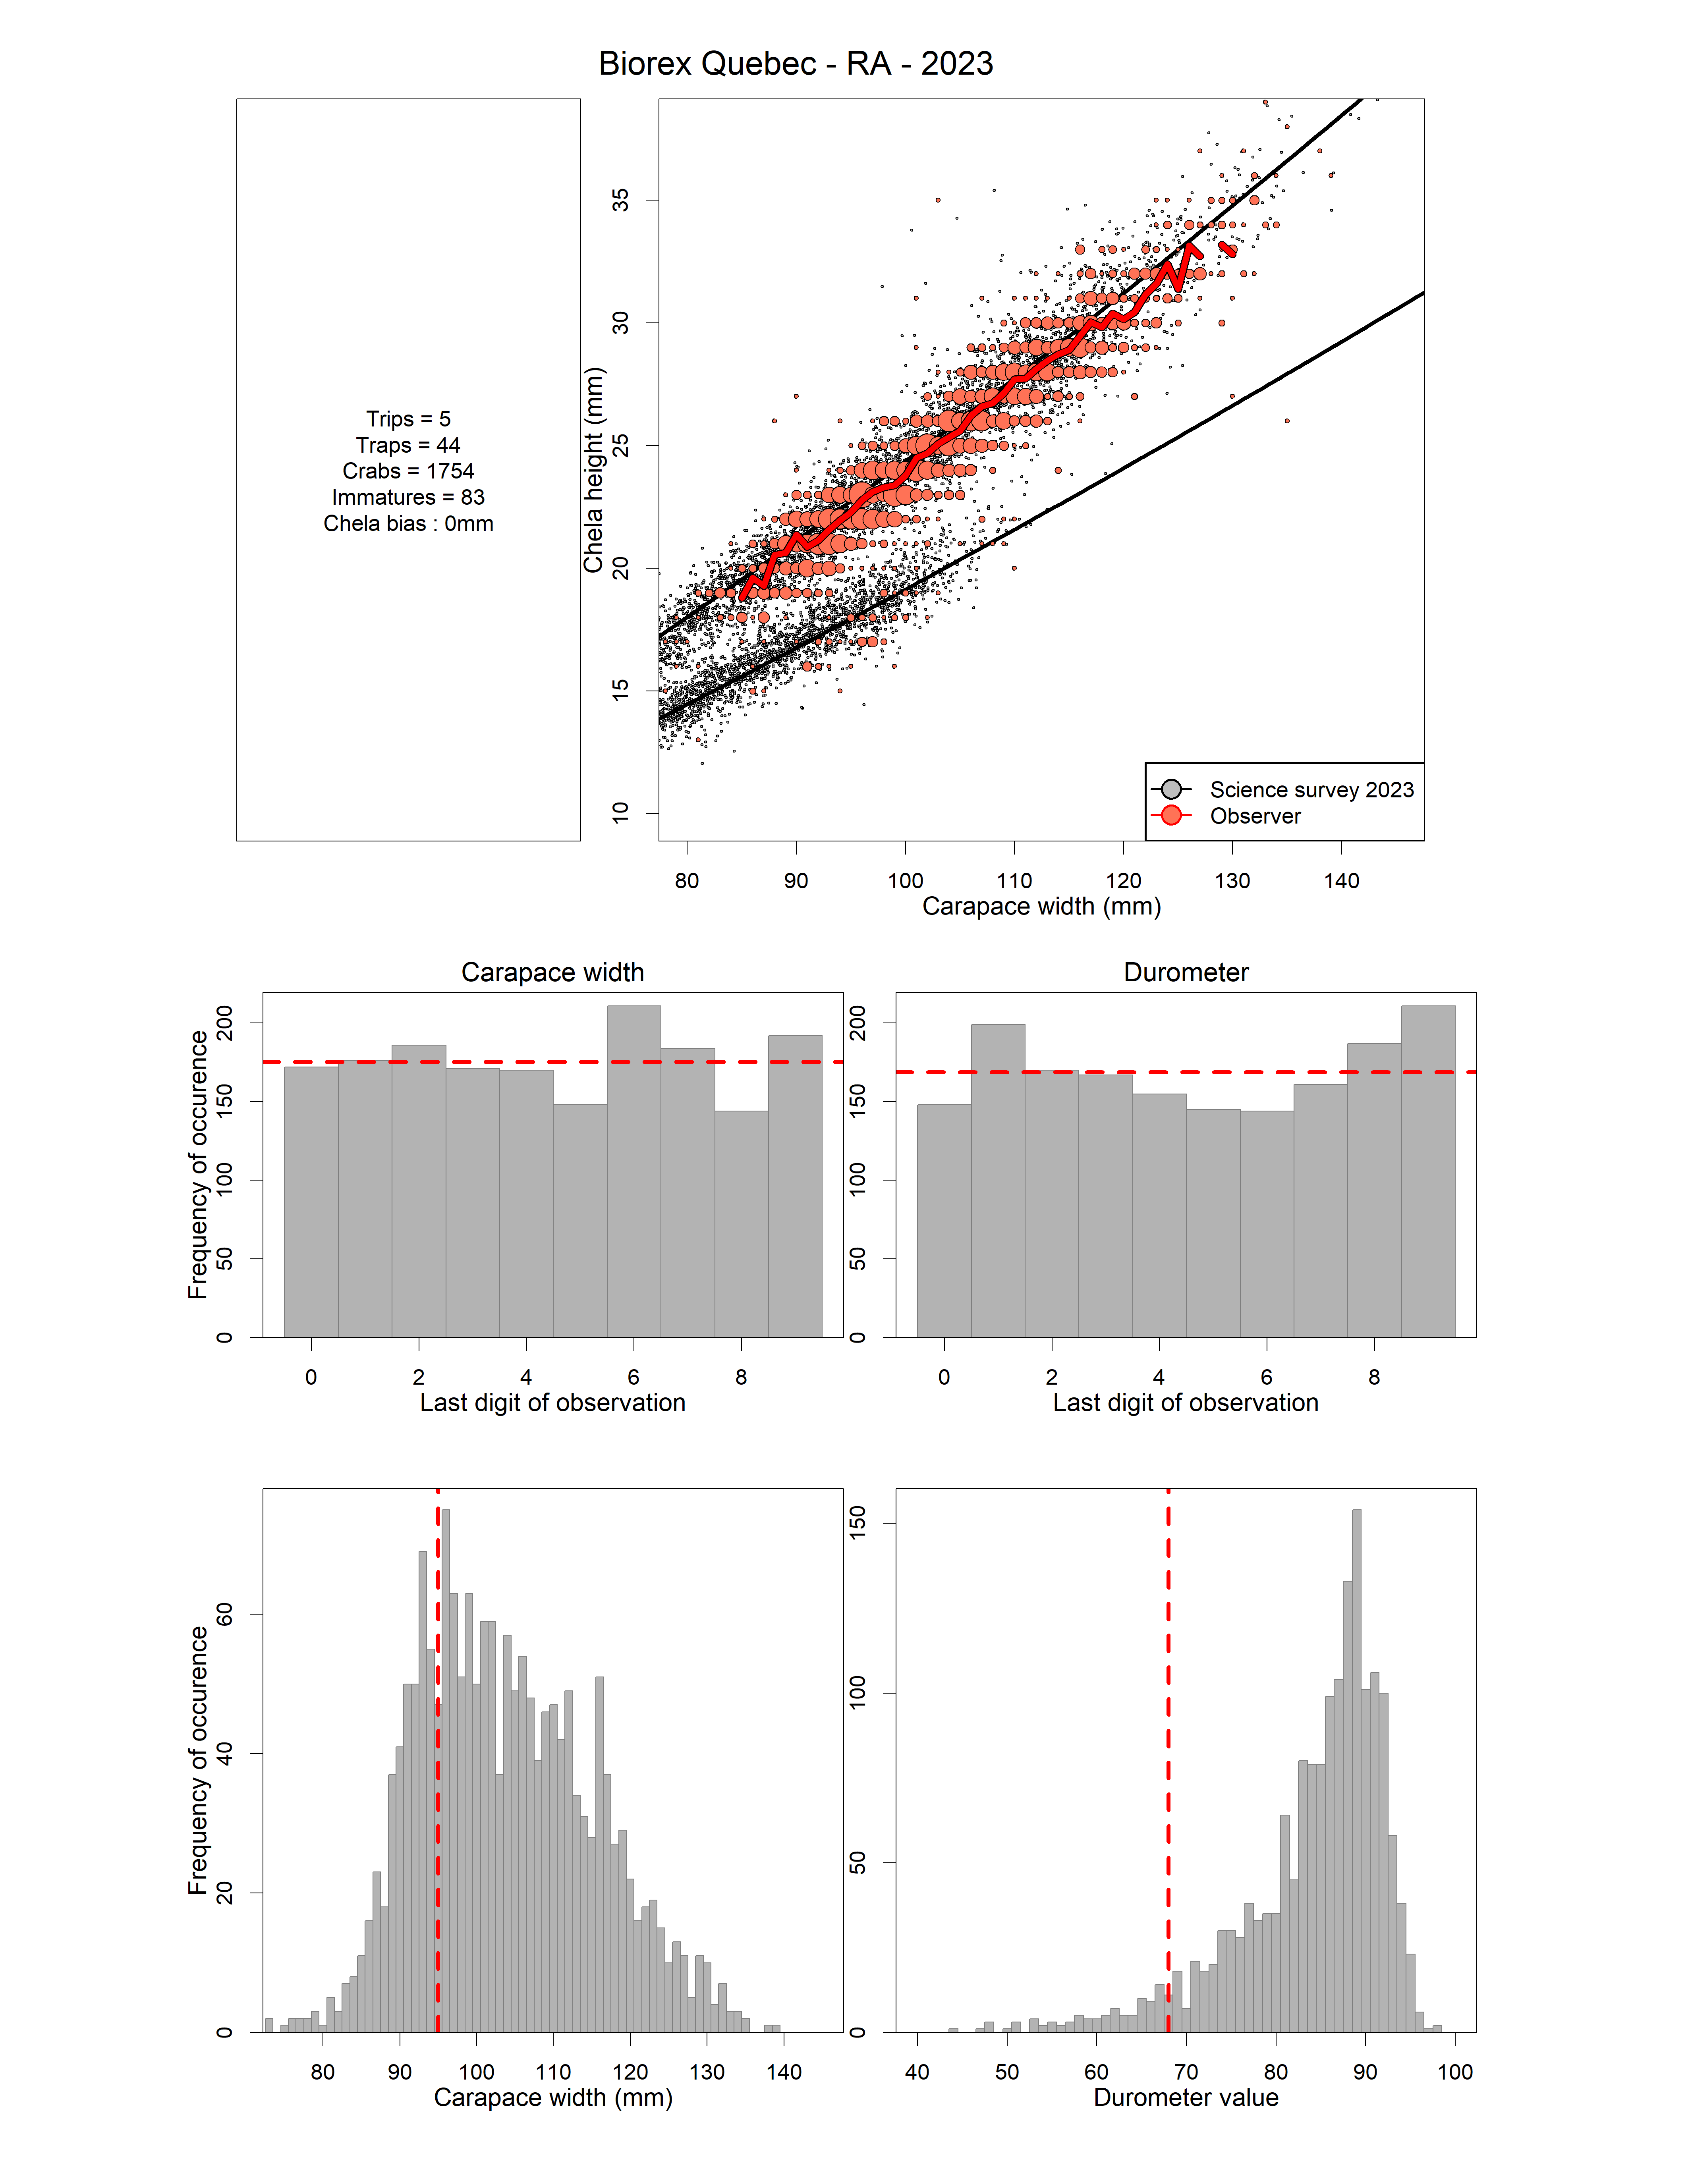 Biorex Quebec - RA - 2023
Trips = 5
Traps = 44
Crabs = 1754
Immatures = 83
Chela bias : 0mm
Chela height (mm)
35
30
25
20
15
10
Science survey 2023
Observer
80 90 100 110 120 130 140
Carapace width (mm)
Carapace width
Frequency of occurence
200
150
100
50
0
0 2 4 6 8
Last digit of observation
Durometer
200
150
100
50
0
0 2 4 6 8
Last digit of observation
Frequency of occurence
60
40
20
0
80 90 100 110 120 130 140
Carapace width (mm)
150
100
50
0
40 50 60 70 80 90 100
Durometer value